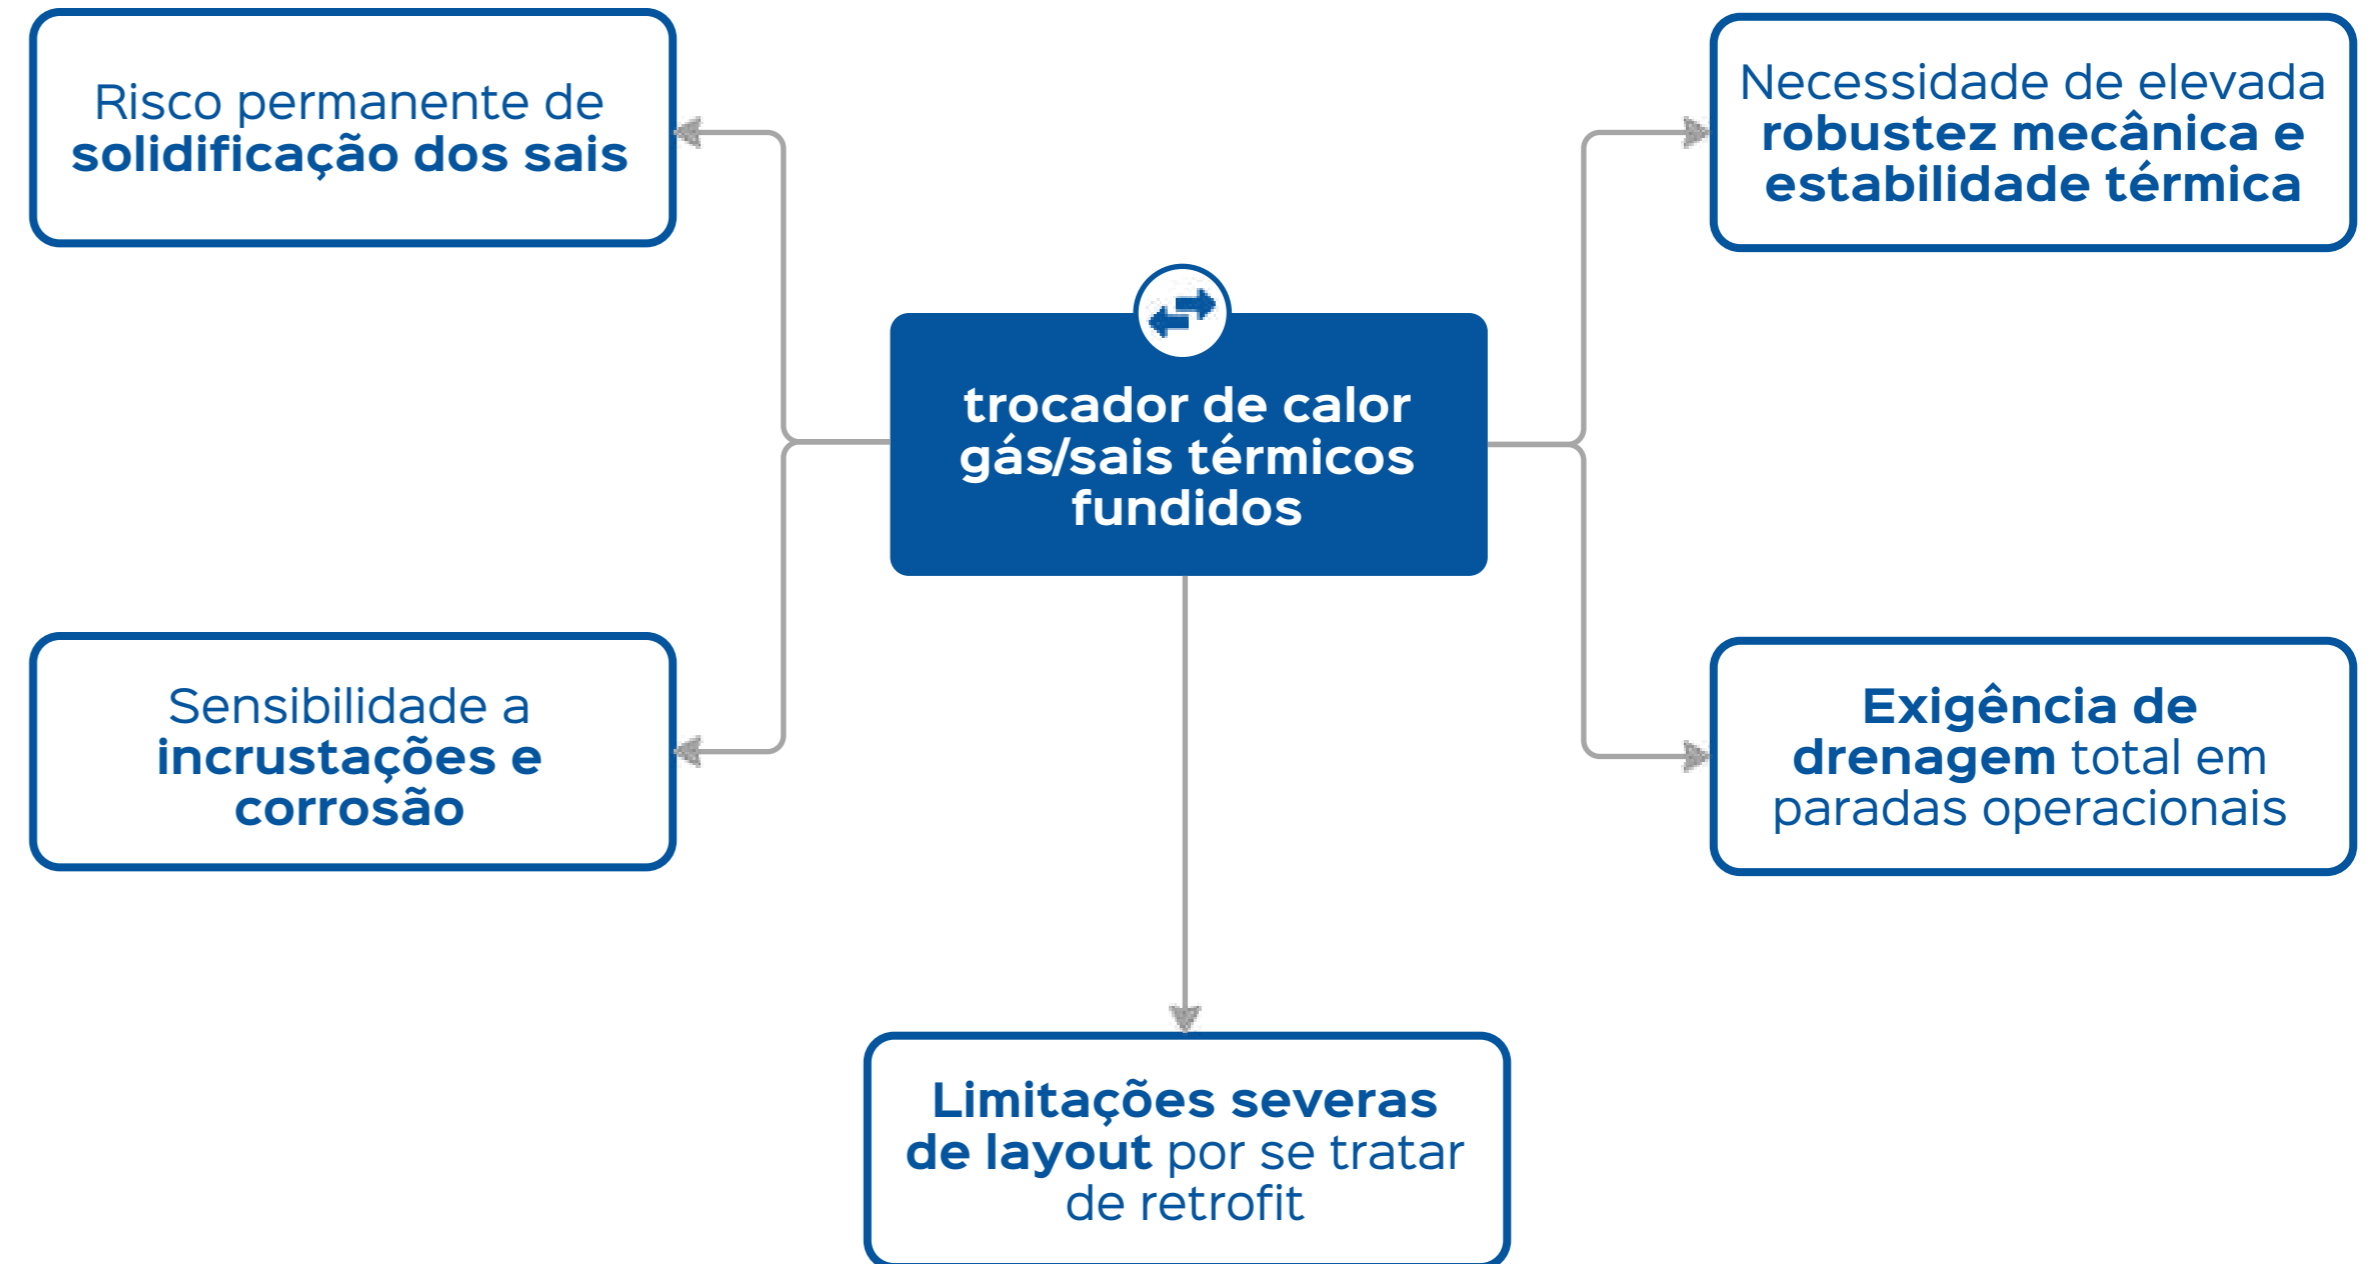 Risco permanente de
solidificação dos sais
Necessidade de elevada
robustez mecânica e
estabilidade térmica
trocador de calor
gás/sais térmicos
fundidos
Sensibilidade a
incrustações e
corrosão
Exigência de
drenagem total em
paradas operacionais
Limitações severas
de layout por se tratar
de retrofit